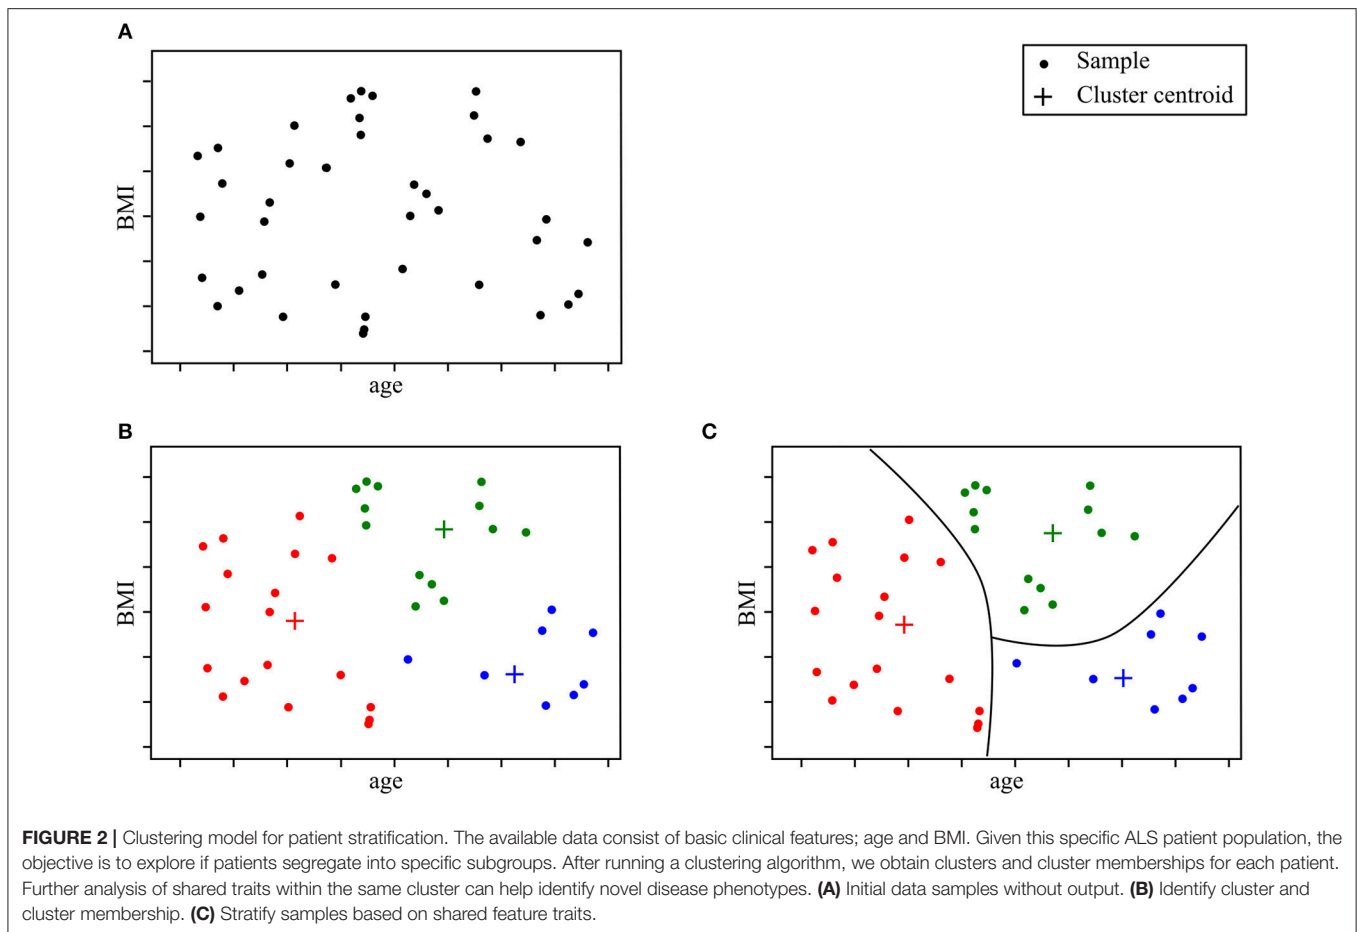 A
Sample
Cluster centroid
BMI
age
B
C
BMI
BMI
age
age
FIGURE 2 | Clustering model for patient stratification. The available data consist of basic clinical features; age and BMI. Given this specific ALS patient population, the
objective is to explore if patients segregate into specific subgroups. After running a clustering algorithm, we obtain clusters and cluster memberships for each patient.
Further analysis of shared traits within the same cluster can help identify novel disease phenotypes. (A) Initial data samples without output. (B) Identify cluster and
cluster membership. (C) Stratify samples based on shared feature traits.